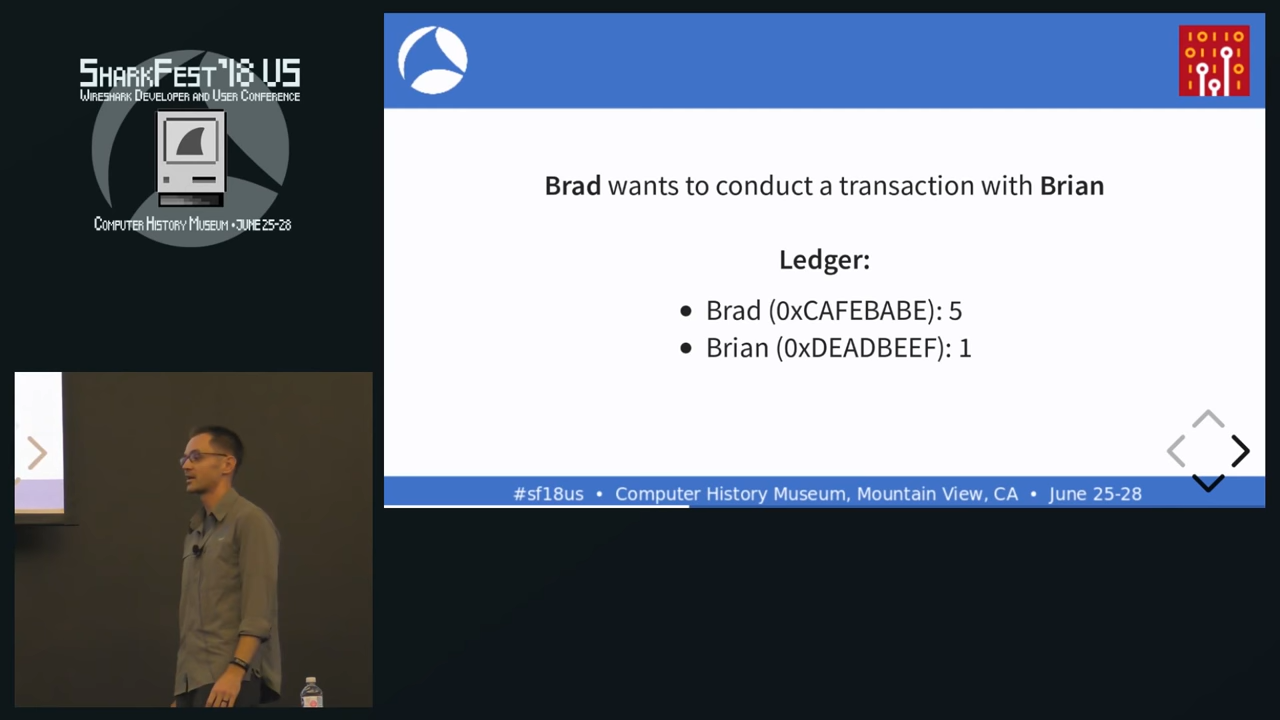 SharkFest'18 US
Wireshark Developer and User Conference
Computer History Museum • June 25-28
Brad wants to conduct a transaction with Brian
Ledger:
• Brad (0xCAFEBABE): 5
• Brian (0xDEADBEEF): 1
#sf18us • Computer History Museum, Mountain View, CA • June 25-28